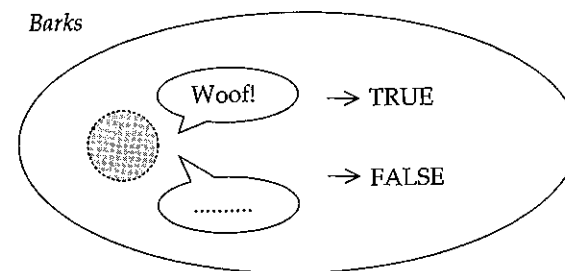 Barks
Woof!
→ TRUE
..........
→ FALSE